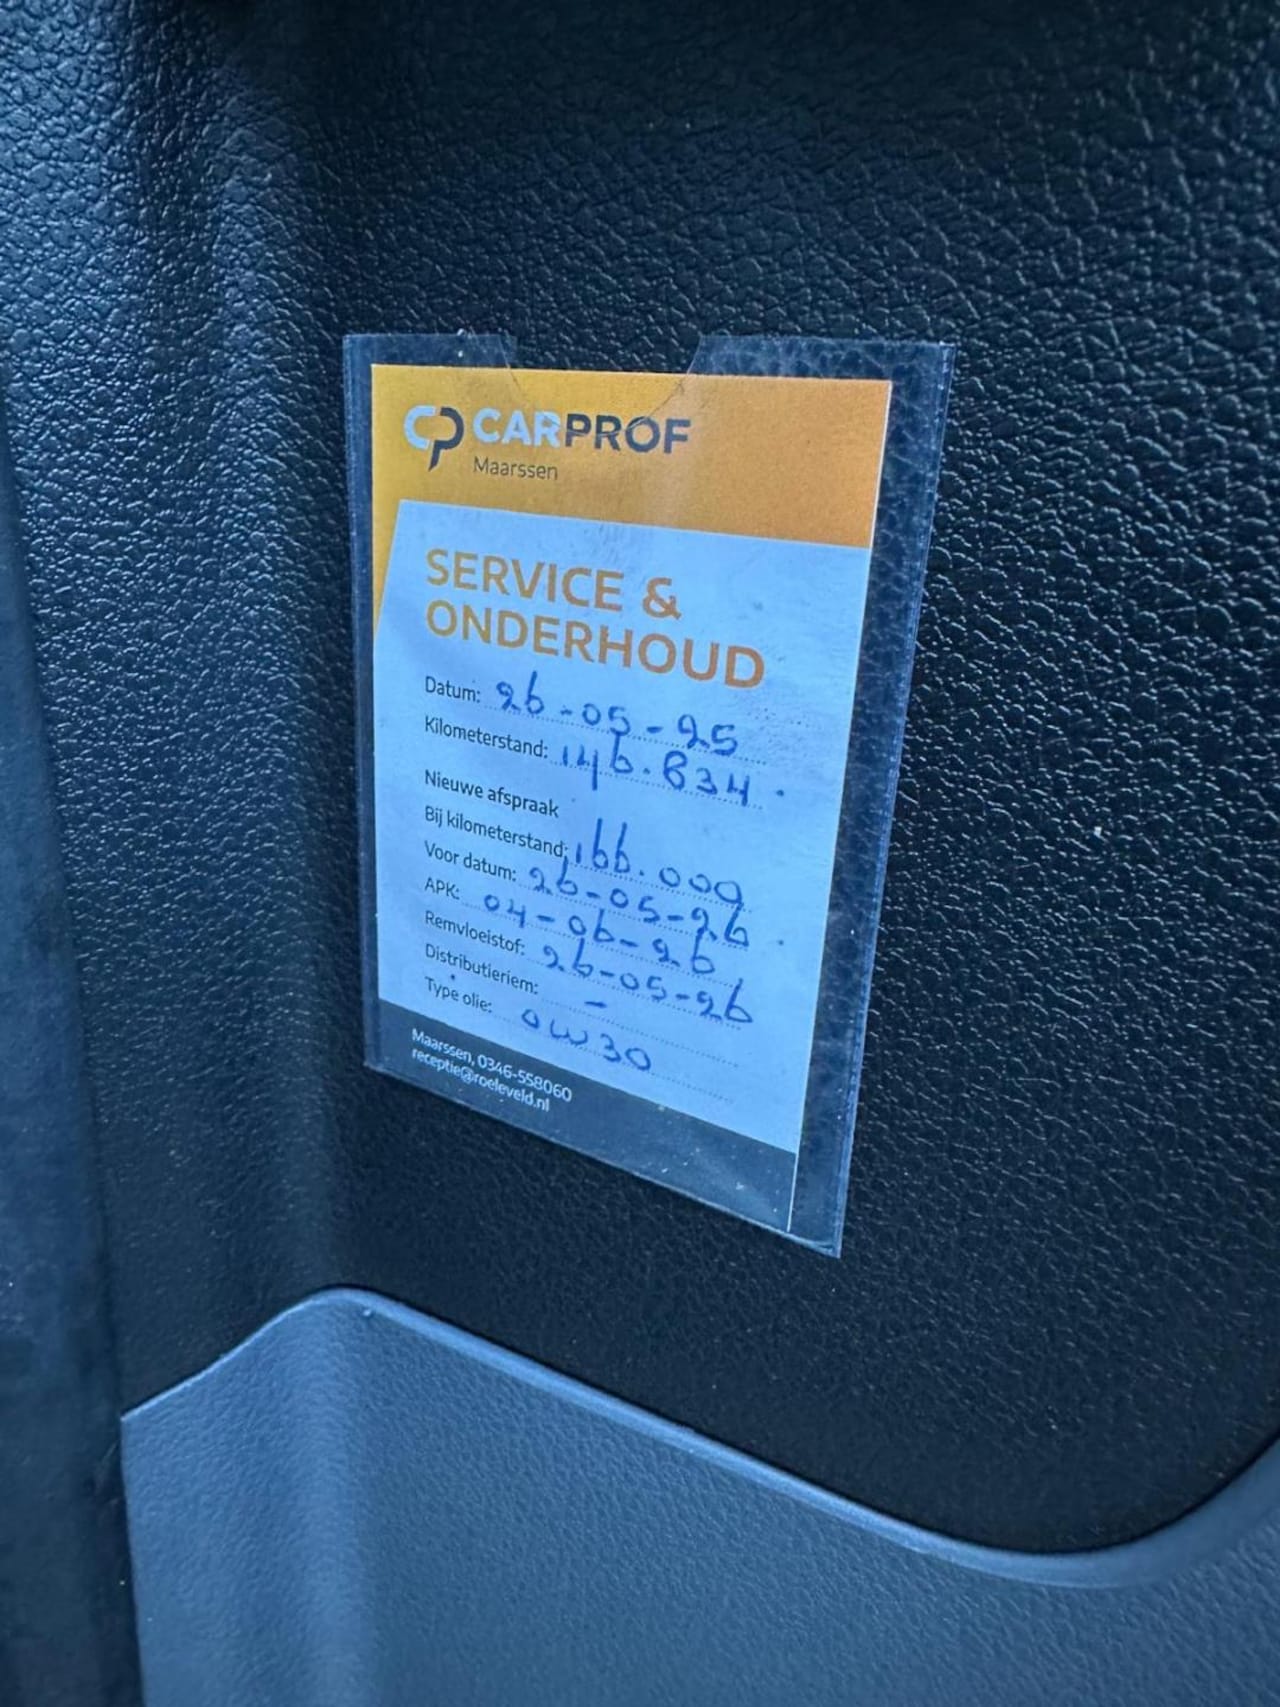 CP CARPROF
Maarssen
SERVICE &
ONDERHOUD
Datum: 26-05-25
Kilometerstand: 146.834
Nieuwe afspraak
Bij kilometerstand: 166.000
Voor datum: 26-05-26
APK: 04-06-26
Remvloeistof: 26-05-26
Distributieriem: -
Type olie: 0W30
Maarssen, 0346-558060
receptie@roeleveld.nl